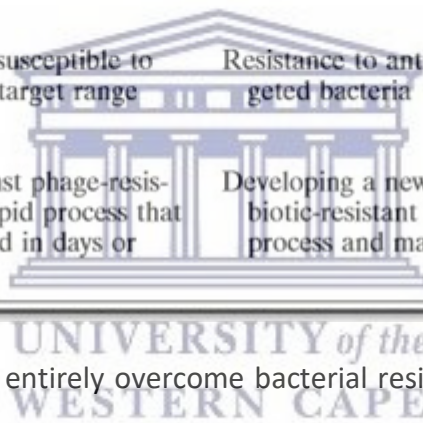 susceptible to
target range
Resistance to ant
geted bacteria
st phage-resis-
pid process that
d in days or
Developing a new
biotic-resistant
process and ma
UNIVERSITY of the
entirely overcome bacterial resi
WESTERN CAPE